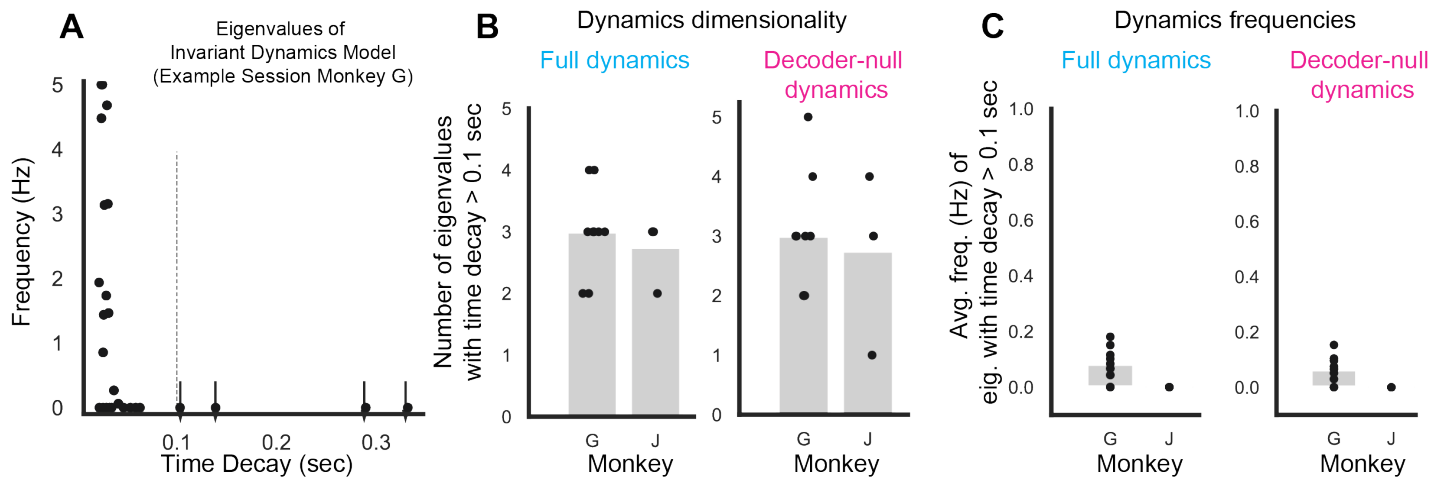 A
Eigenvalues of
Invariant Dynamics Model
(Example Session Monkey G)
Frequency (Hz)
5
4
3
2
1
0
0.1
0.2
0.3
Time Decay (sec)
B
Dynamics dimensionality
Full dynamics
Decoder-null
dynamics
Number of eigenvalues
with time decay > 0.1 sec
5
4
3
2
1
0
G
J
Monkey
5
4
3
2
1
0
G
J
Monkey
C
Dynamics frequencies
Full dynamics
Decoder-null
dynamics
Avg. freq. (Hz) of
eig. with time decay > 0.1 sec
1.0
0.8
0.6
0.4
0.2
0.0
G
J
Monkey
1.0
0.8
0.6
0.4
0.2
0.0
G
J
Monkey